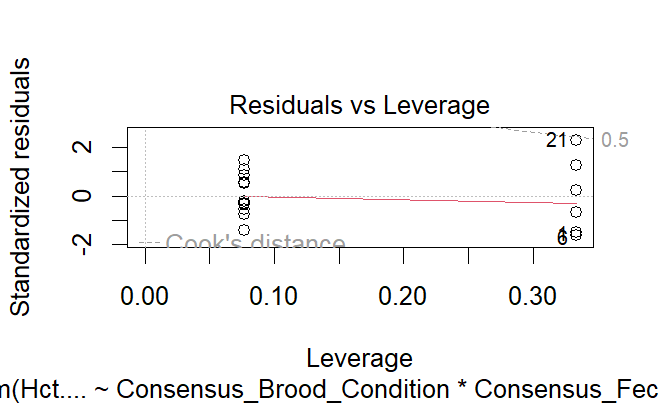 Residuals vs Leverage
Standardized residuals
2
0
-2
21
0.5
6
Cook's distance
0.00 0.10 0.20 0.30
Leverage
m(Hct.... ~ Consensus_Brood_Condition * Consensus_Fec